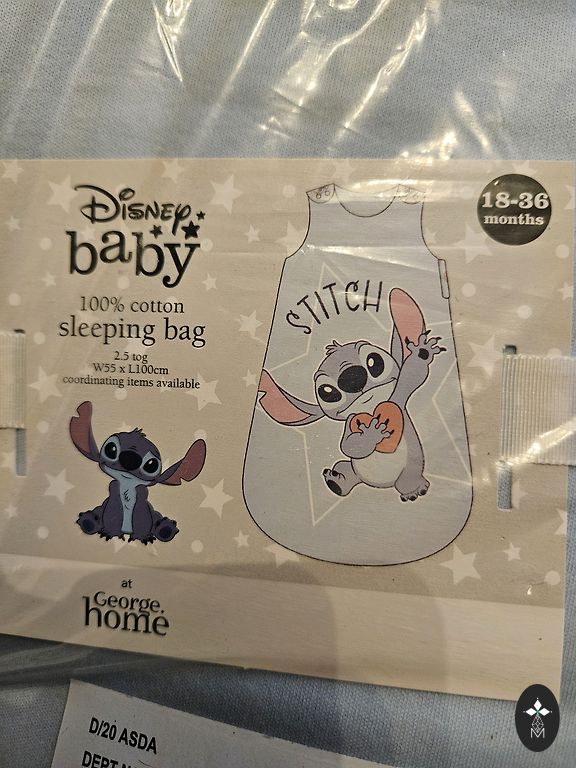 Disney
baby
100% cotton
sleeping bag
2.5 tog
W55 x L100cm
coordinating items available
18-36
months
STITCH
at
George.
home
D/20 ASDA
M